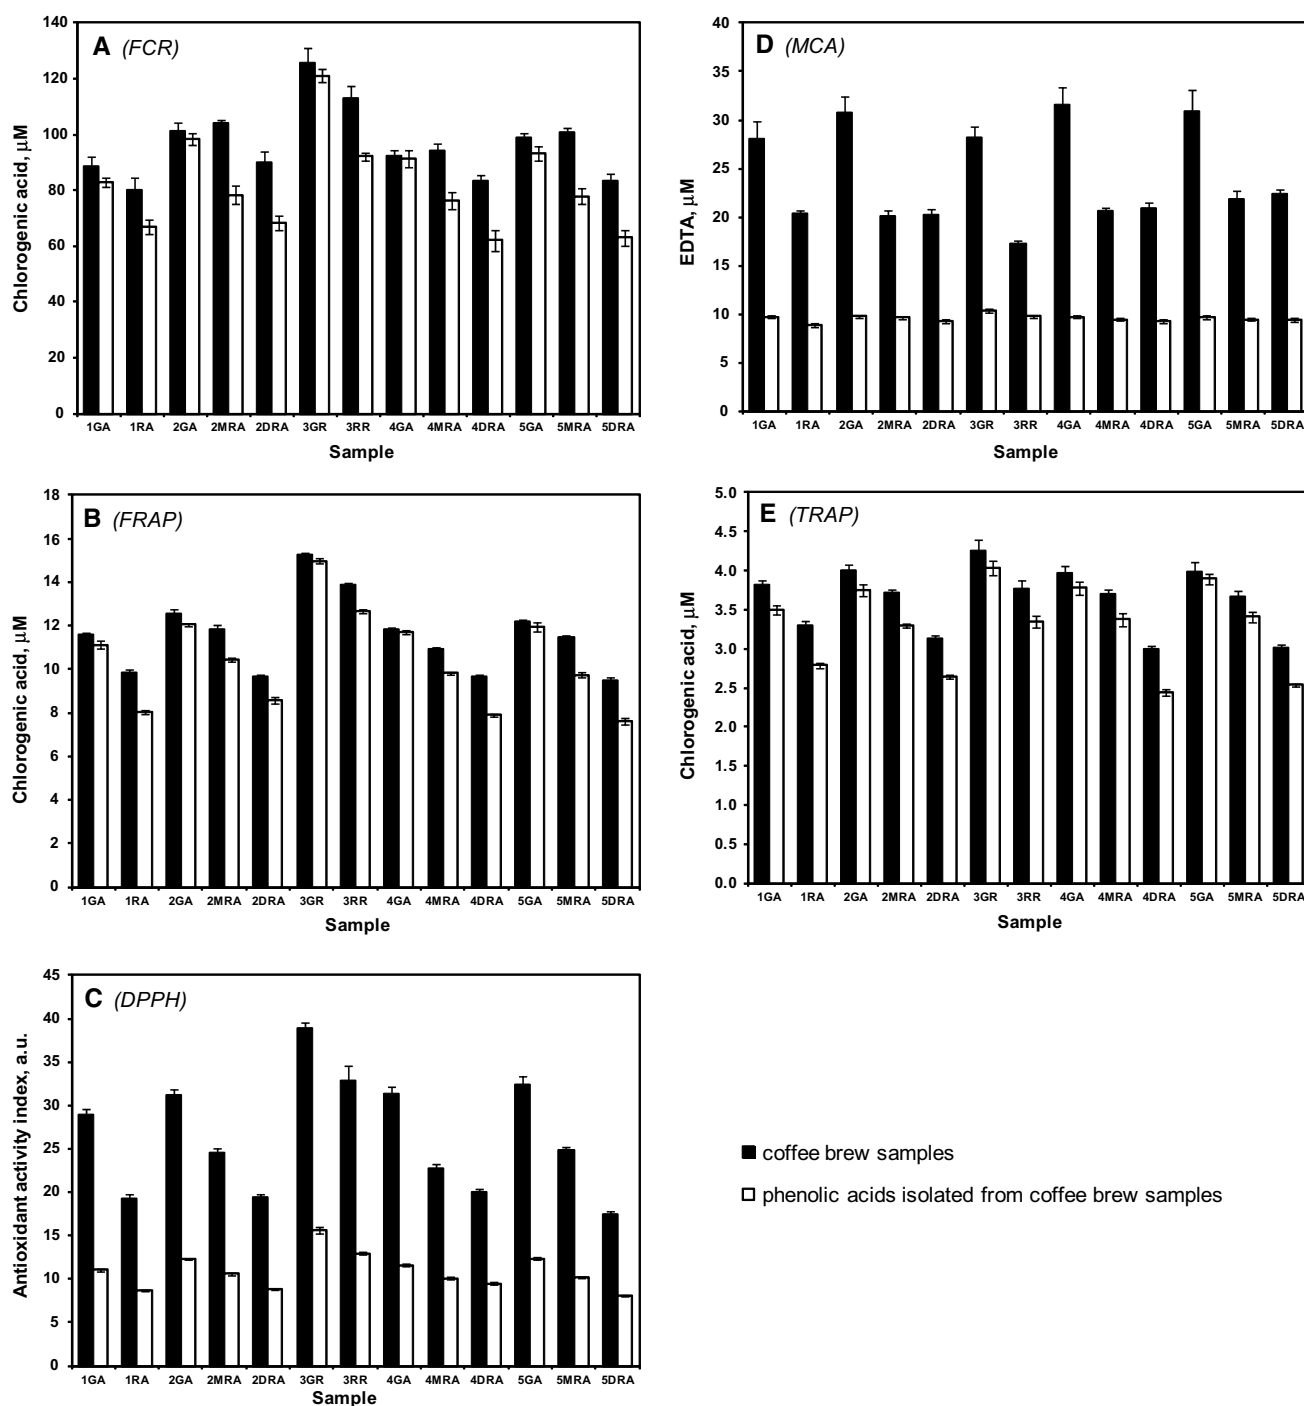 A (FCR)
140
120
100
80
60
40
20
0
Chlorogenic acid, μM
1GA 1RA 2GA 2MRA 2DRA 3GR 3RR 4GA 4MRA 4DRA 5GA 5MRA 5DRA
Sample
B (FRAP)
18
16
14
12
10
8
6
4
2
0
Chlorogenic acid, μM
1GA 1RA 2GA 2MRA 2DRA 3GR 3RR 4GA 4MRA 4DRA 5GA 5MRA 5DRA
Sample
C (DPPH)
45
40
35
30
25
20
15
10
5
0
Antioxidant activity index, a.u.
1GA 1RA 2GA 2MRA 2DRA 3GR 3RR 4GA 4MRA 4DRA 5GA 5MRA 5DRA
Sample
D (MCA)
40
35
30
25
20
15
10
5
0
EDTA, μM
1GA 1RA 2GA 2MRA 2DRA 3GR 3RR 4GA 4MRA 4DRA 5GA 5MRA 5DRA
Sample
E (TRAP)
5.0
4.5
4.0
3.5
3.0
2.5
2.0
1.5
1.0
0.5
0.0
Chlorogenic acid, μM
1GA 1RA 2GA 2MRA 2DRA 3GR 3RR 4GA 4MRA 4DRA 5GA 5MRA 5DRA
Sample
coffee brew samples
phenolic acids isolated from coffee brew samples